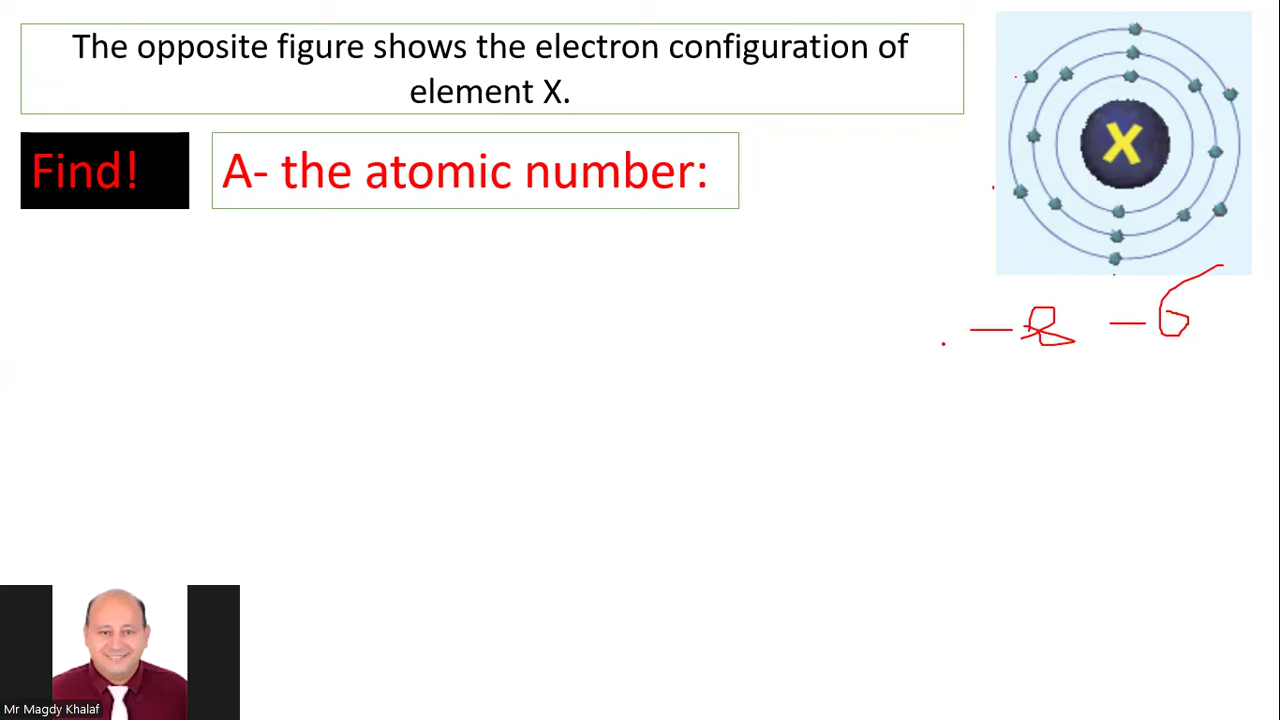 The opposite figure shows the electron configuration of
element X.
X
Find!
A- the atomic number:
— 8 — 6
Mr Magdy Khalaf